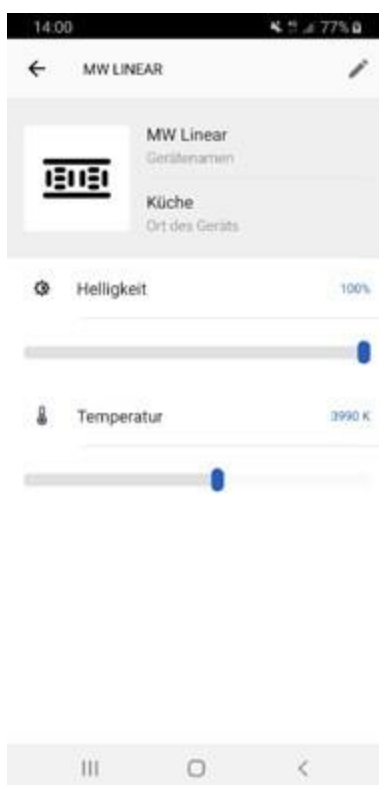 14:00 77%
MW LINEAR
MW Linear
Gerätenamen
Küche
Ort des Geräts
Helligkeit 100%
Temperatur 3990 K